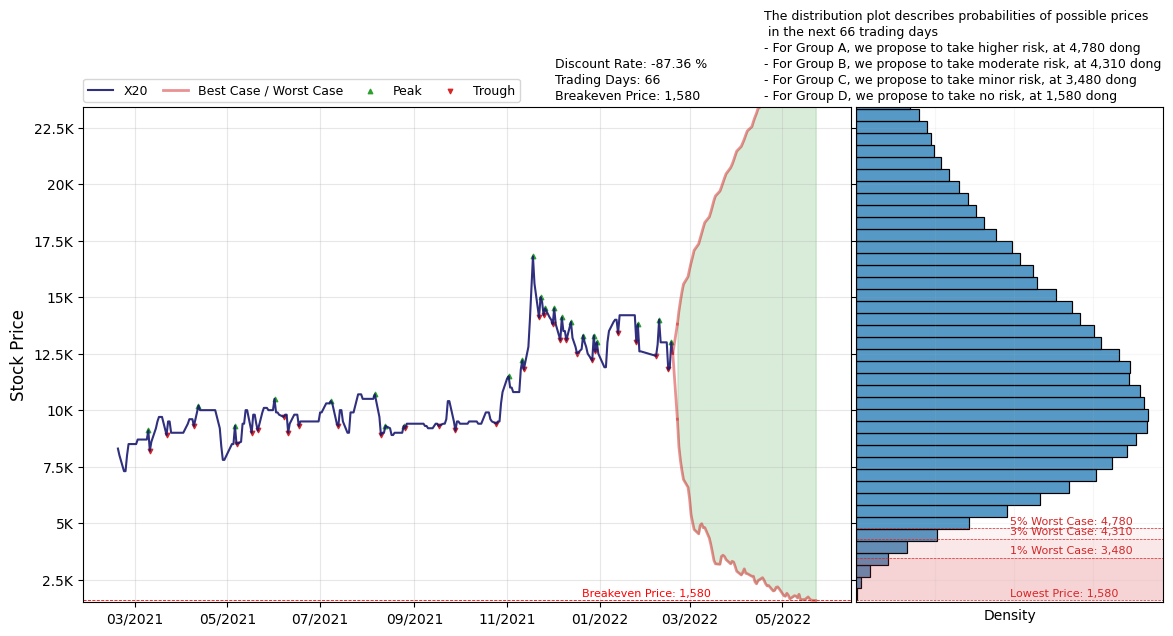 The distribution plot describes probabilities of possible prices
in the next 66 trading days
- For Group A, we propose to take higher risk, at 4,780 dong
- For Group B, we propose to take moderate risk, at 4,310 dong
- For Group C, we propose to take minor risk, at 3,480 dong
- For Group D, we propose to take no risk, at 1,580 dong
Discount Rate: -87.36 %
Trading Days: 66
Breakeven Price: 1,580
X20 Best Case / Worst Case Peak Trough
Stock Price
22.5K
20K
17.5K
15K
12.5K
10K
7.5K
5K
2.5K
Breakeven Price: 1,580
03/2021 05/2021 07/2021 09/2021 11/2021 01/2022 03/2022 05/2022
5% Worst Case: 4,780
3% Worst Case: 4,310
1% Worst Case: 3,480
Lowest Price: 1,580
Density